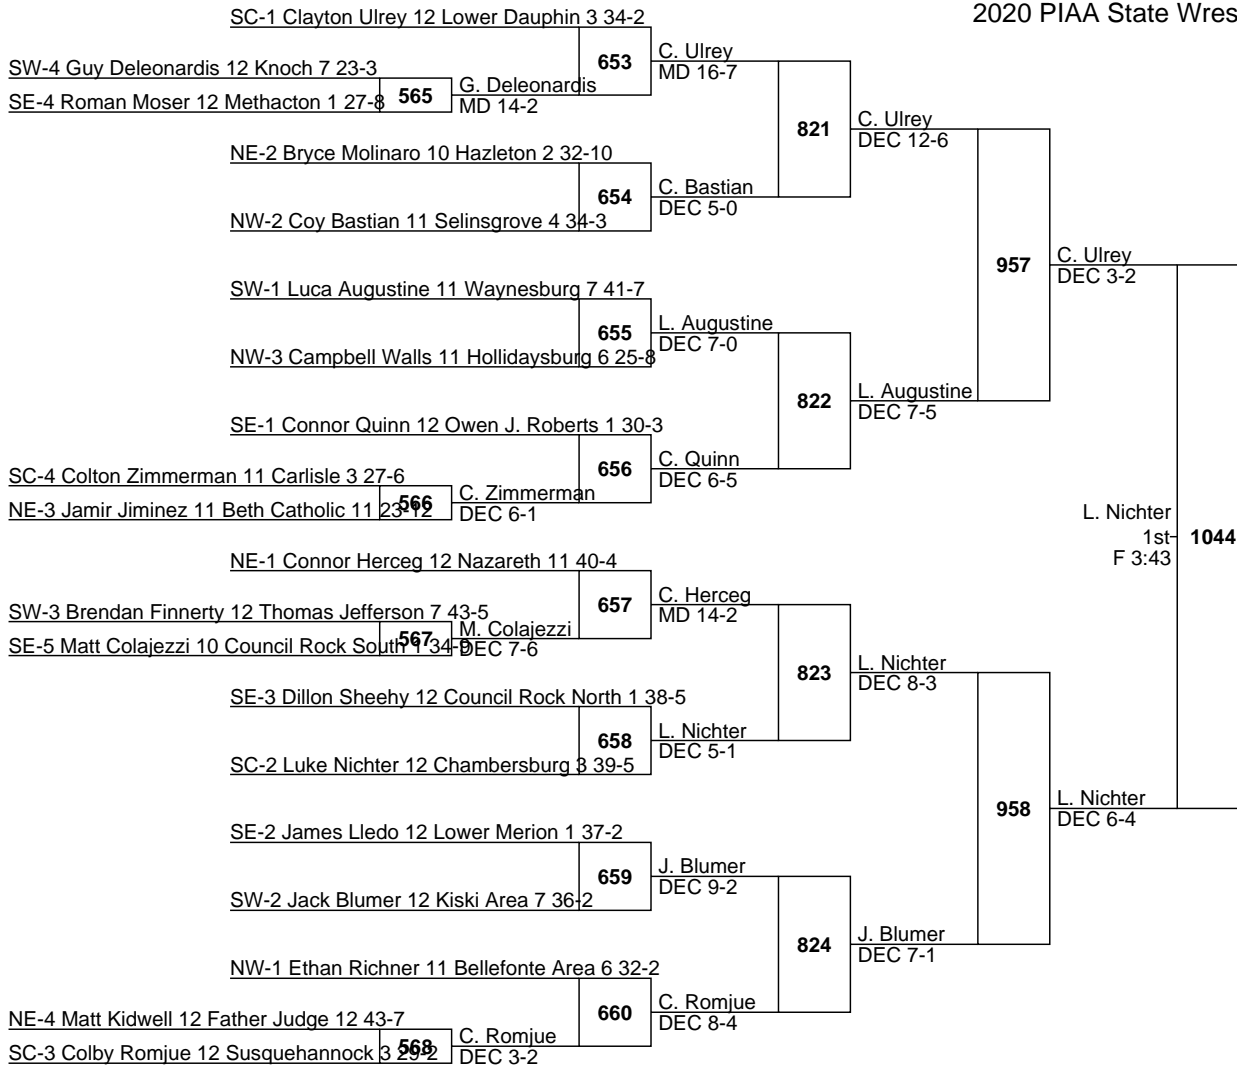 2020 PIAA State Wres
SC-1 Clayton Ulrey 12 Lower Dauphin 3 34-2
653
C. Ulrey
MD 16-7
SW-4 Guy Deleonardis 12 Knoch 7 23-3
565
G. Deleonardis
MD 14-2
SE-4 Roman Moser 12 Methacton 1 27-8
821
C. Ulrey
DEC 12-6
NE-2 Bryce Molinaro 10 Hazleton 2 32-10
654
C. Bastian
DEC 5-0
NW-2 Coy Bastian 11 Selinsgrove 4 34-3
957
C. Ulrey
DEC 3-2
SW-1 Luca Augustine 11 Waynesburg 7 41-7
655
L. Augustine
DEC 7-0
NW-3 Campbell Walls 11 Hollidaysburg 6 25-8
822
L. Augustine
DEC 7-5
SE-1 Connor Quinn 12 Owen J. Roberts 1 30-3
656
C. Quinn
DEC 6-5
SC-4 Colton Zimmerman 11 Carlisle 3 27-6
566
C. Zimmerman
DEC 6-1
NE-3 Jamir Jiminez 11 Beth Catholic 11 23-12
L. Nichter
1st
F 3:43
1044
NE-1 Connor Herceg 12 Nazareth 11 40-4
657
C. Herceg
MD 14-2
SW-3 Brendan Finnerty 12 Thomas Jefferson 7 43-5
567
M. Colajezzi
DEC 7-6
SE-5 Matt Colajezzi 10 Council Rock South 1 34-9
823
L. Nichter
DEC 8-3
SE-3 Dillon Sheehy 12 Council Rock North 1 38-5
658
L. Nichter
DEC 5-1
SC-2 Luke Nichter 12 Chambersburg 3 39-5
958
L. Nichter
DEC 6-4
SE-2 James Lledo 12 Lower Merion 1 37-2
659
J. Blumer
DEC 9-2
SW-2 Jack Blumer 12 Kiski Area 7 36-2
824
J. Blumer
DEC 7-1
NW-1 Ethan Richner 11 Bellefonte Area 6 32-2
660
C. Romjue
DEC 8-4
NE-4 Matt Kidwell 12 Father Judge 12 43-7
568
C. Romjue
DEC 3-2
SC-3 Colby Romjue 12 Susquehannock 3 29-2